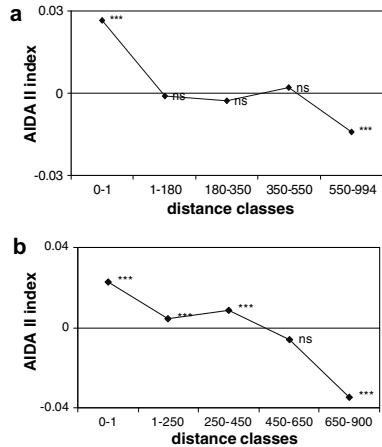 a
0.03
***
ns
ns
ns
***
0
-0.03
AIDA II index
0-1 1-180 180-350 350-550 550-994
distance classes
b
0.04
***
***
***
ns
***
0
-0.04
AIDA II index
0-1 1-250 250-450 450-650 650-900
distance classes